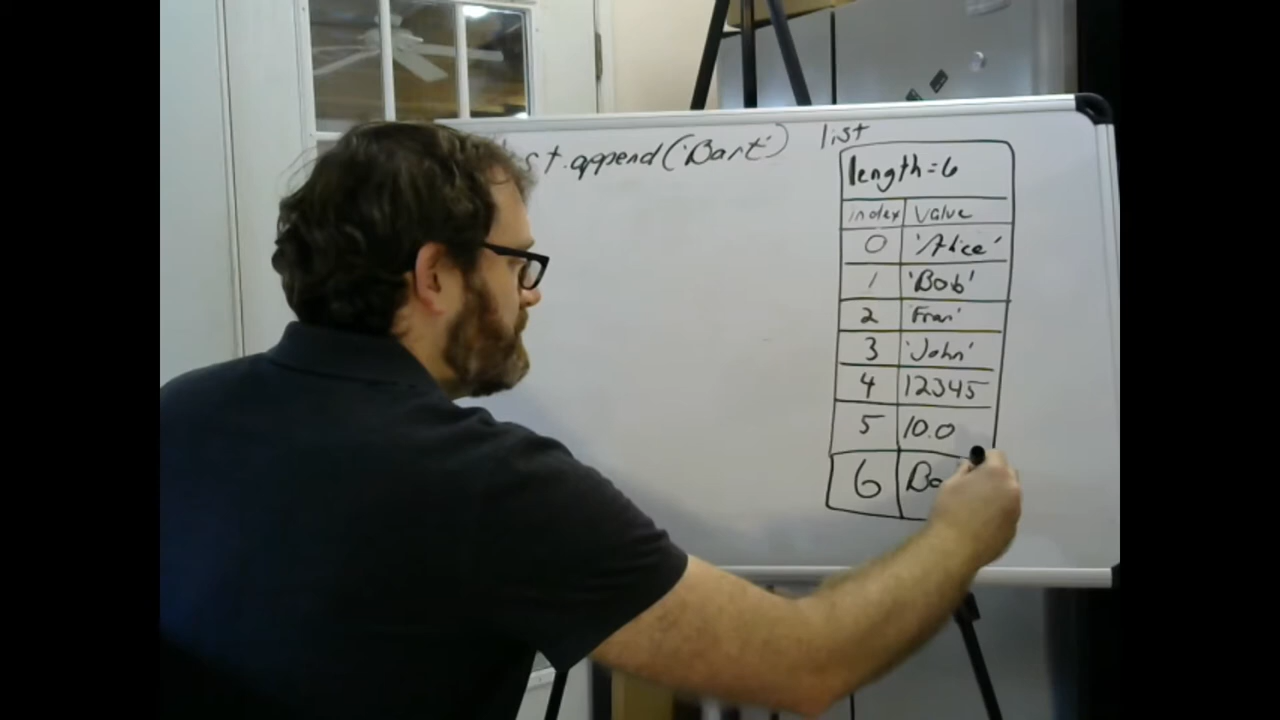 st.append('Bart')
list
length=6
index value
0 'Alice'
1 'Bob'
2 'Fran'
3 'John'
4 12345
5 10.0
6 Ba